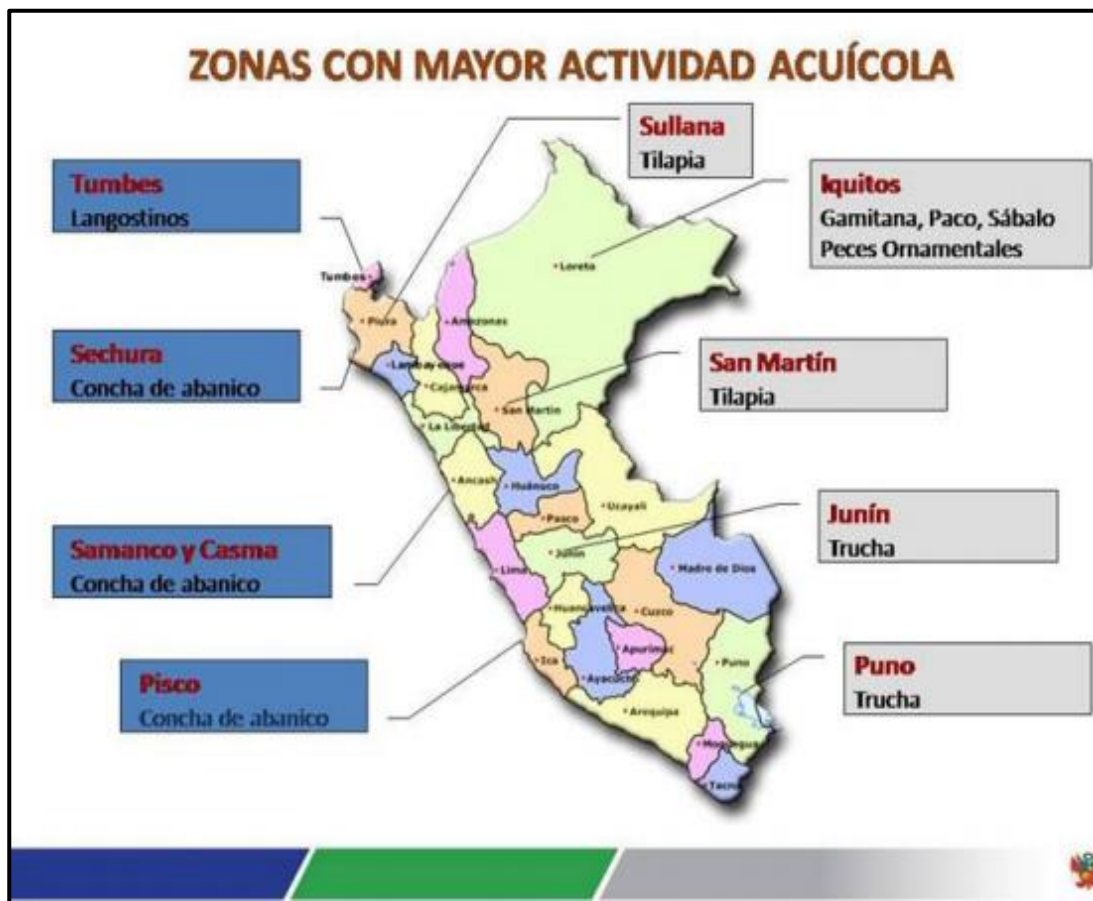 ZONAS CON MAYOR ACTIVIDAD ACUÍCOLA
Sullana
Tilapia
Tumbes
Langostinos
Iquitos
Gamitana, Paco, Sábalo
Peces Ornamentales
Sechura
Concha de abanico
San Martín
Tilapia
Samanco y Casma
Concha de abanico
Junín
Trucha
Pisco
Concha de abanico
Puno
Trucha
Tumbes
Loreto
Piura
Amazonas
Lambayeque
Cajamarca
San Martin
La Libertad
Ancash
Huánuco
Ucayali
Pasco
Junín
Lima
Madre de Dios
Huancavelica
Cuzco
Ica
Apurímac
Puno
Ayacucho
Arequipa
Moquegua
Tacna